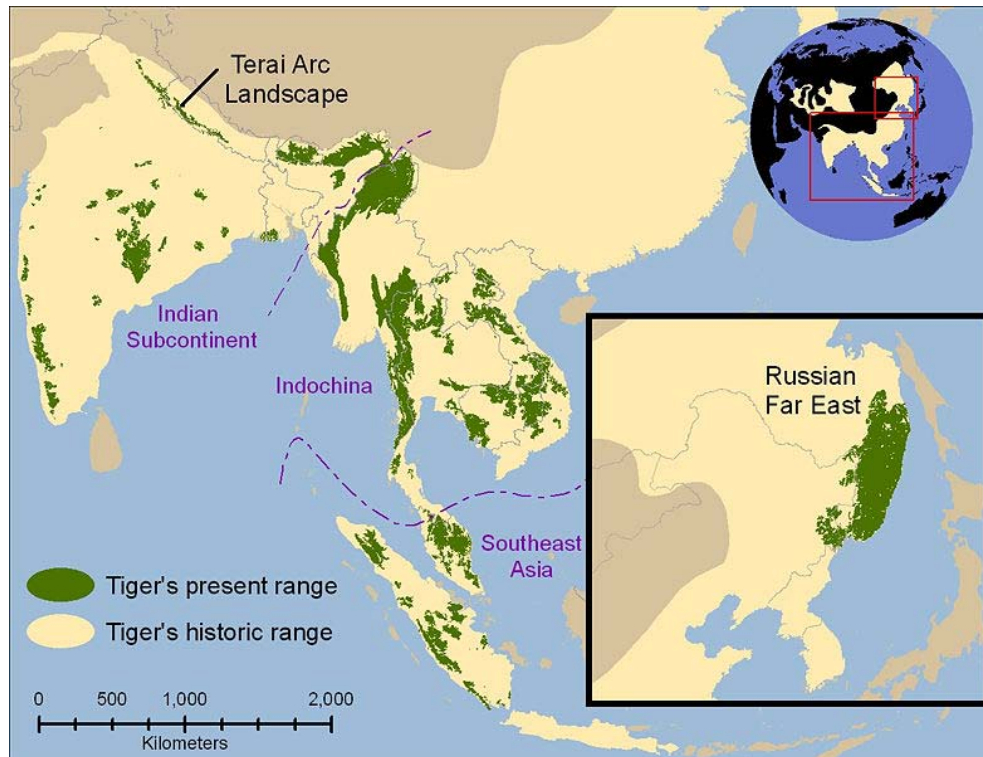 Terai Arc
Landscape
Indian
Subcontinent
Indochina
Southeast
Asia
Russian
Far East
Tiger's present range
Tiger's historic range
0 500 1,000 2,000
Kilometers